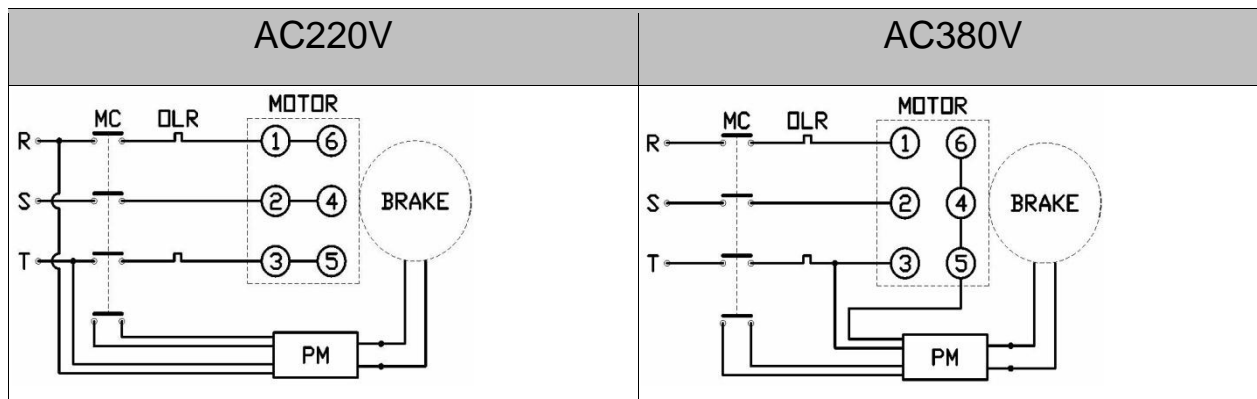 AC220V
AC380V
MC OLR MOTOR
R 1 6
S 2 4 BRAKE
T 3 5
PM
MC OLR MOTOR
R 1 6
S 2 4 BRAKE
T 3 5
PM